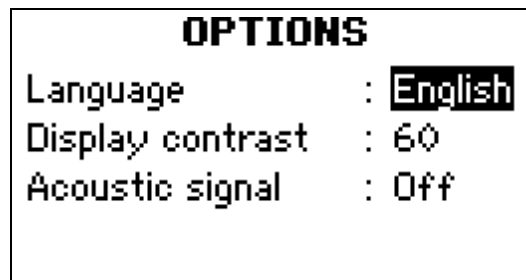 OPTIONS
Language : English
Display contrast : 60
Acoustic signal : Off